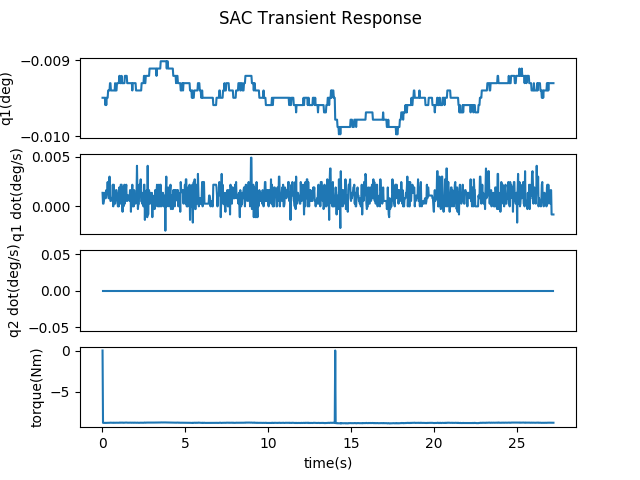 SAC Transient Response
−0.009
−0.010
q1(deg)
0.005
0.000
q1 dot(deg/s)
0.05
0.00
−0.05
q2 dot(deg/s)
0
−5
torque(Nm)
0 5 10 15 20 25
time(s)